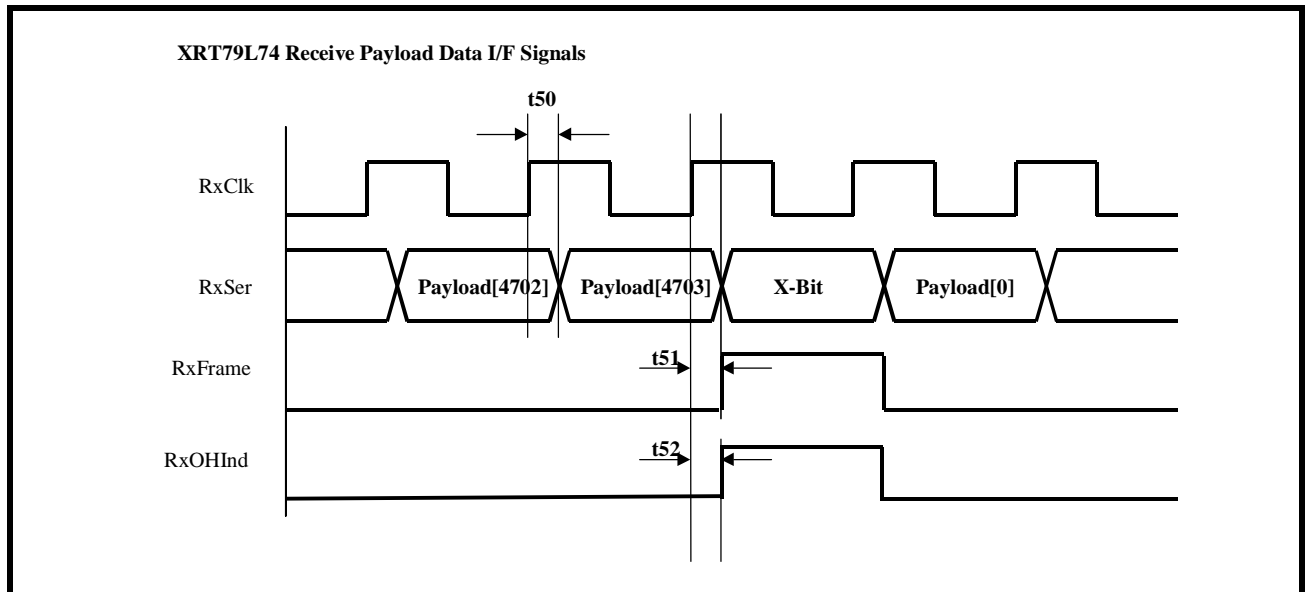 XRT79L74 Receive Payload Data I/F Signals
t50
RxClk
RxSer
Payload[4702]
Payload[4703]
X-Bit
Payload[0]
RxFrame
t51
RxOHInd
t52